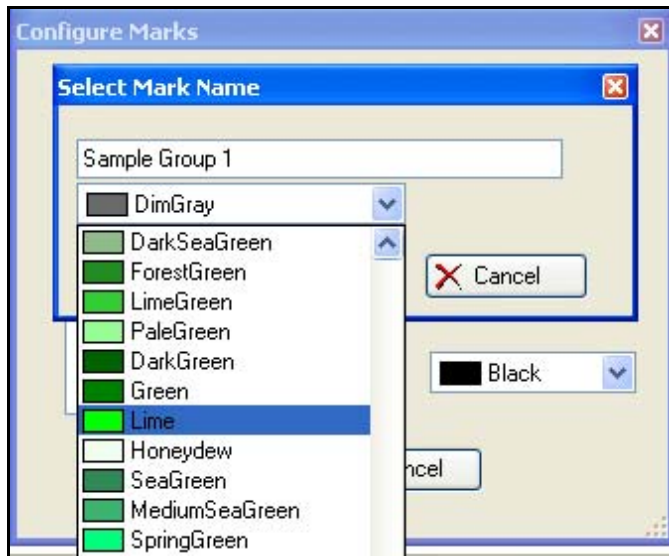 Configure Marks
Select Mark Name
Sample Group 1
DimGray
DarkSeaGreen
ForestGreen
Cancel
LimeGreen
PaleGreen
DarkGreen
Black
Green
Lime
Honeydew
ncel
SeaGreen
MediumSeaGreen
SpringGreen